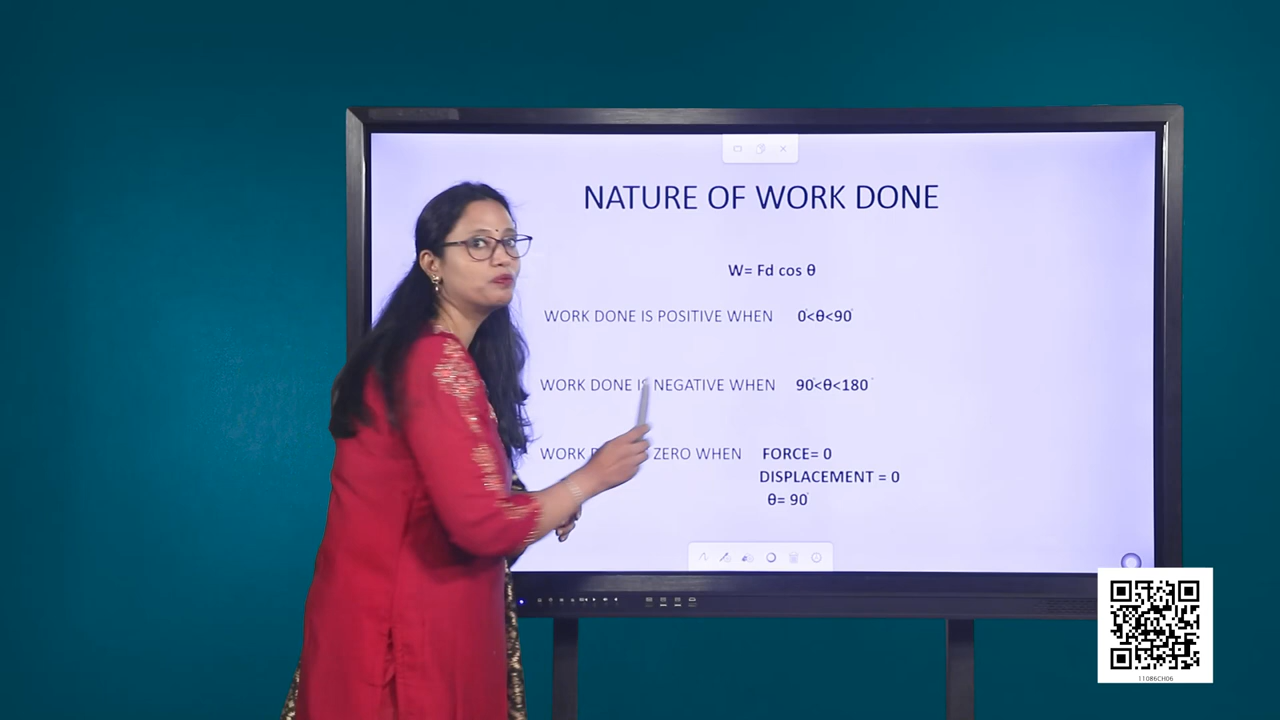 NATURE OF WORK DONE
W= Fd cos θ
WORK DONE IS POSITIVE WHEN 0°<θ<90°
WORK DONE IS NEGATIVE WHEN 90°<θ<180°
WORK ZERO WHEN FORCE= 0
DISPLACEMENT = 0
θ= 90°
11086CH06